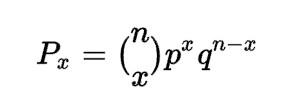 $P_x = \binom{n}{x} p^x q^{n-x}$